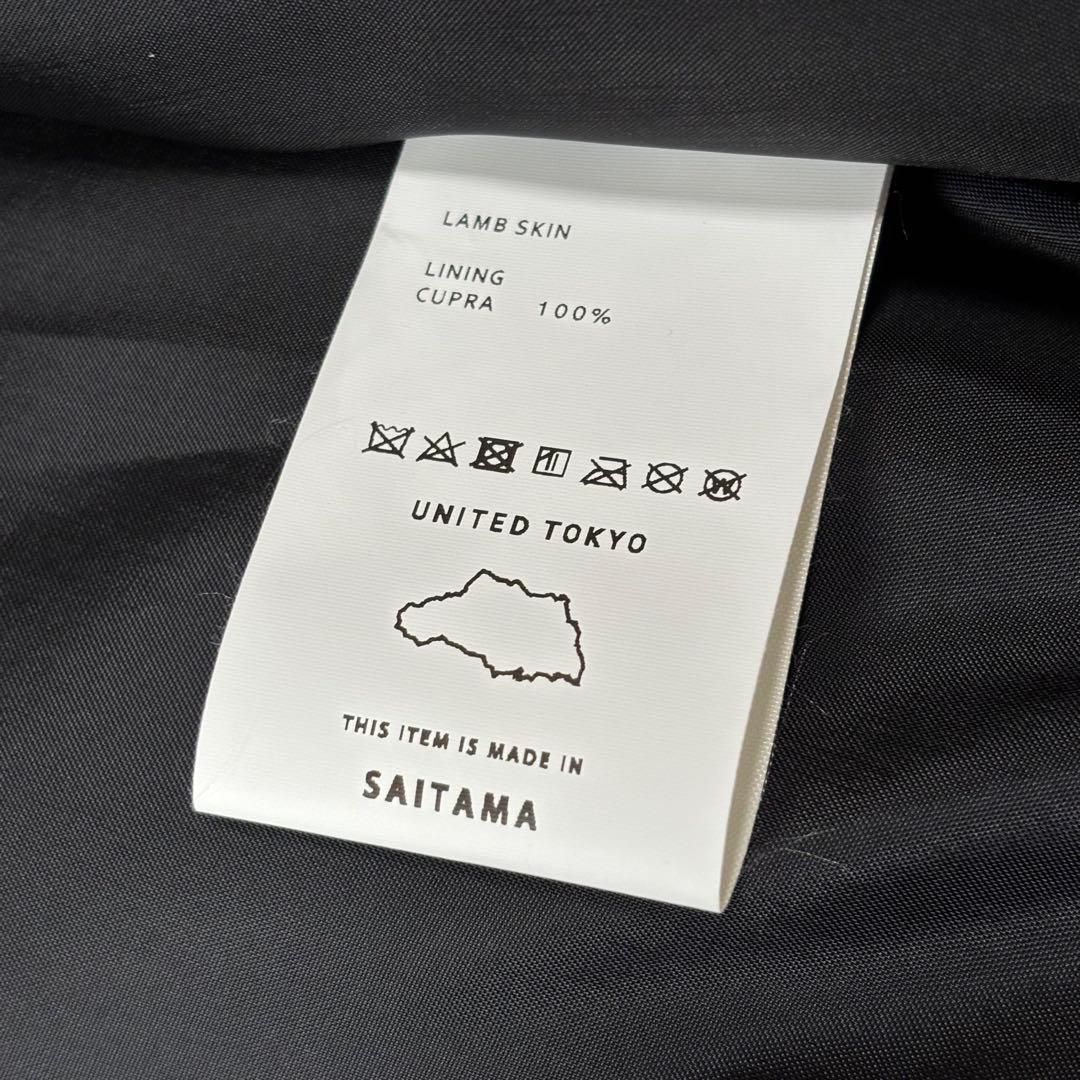 LAMB SKIN
LINING
CUPRA 100%
UNITED TOKYO
THIS ITEM IS MADE IN
SAITAMA